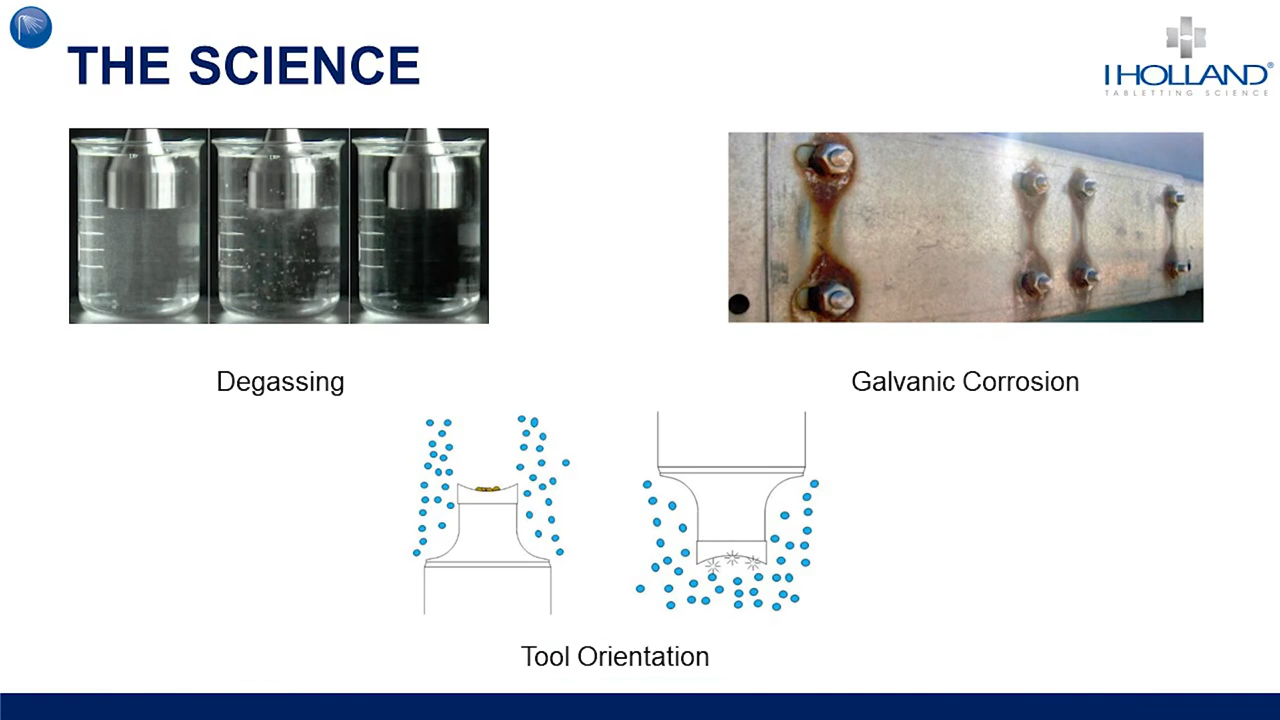 THE SCIENCE
I HOLLAND®
TABLETTING SCIENCE
Degassing
Galvanic Corrosion
Tool Orientation